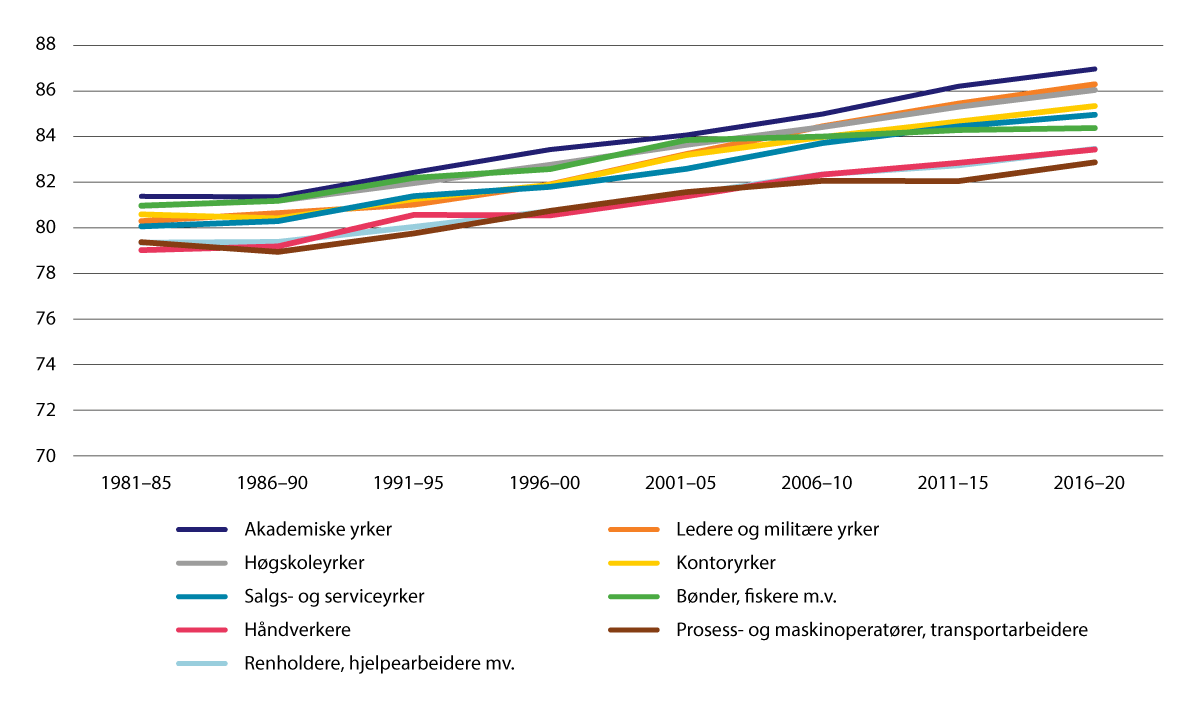 88
86
84
82
80
78
76
74
72
70
1981–85 1986–90 1991–95 1996–00 2001–05 2006–10 2011–15 2016–20
Akademiske yrker Ledere og militære yrker
Høgskoleyrker Kontoryrker
Salgs- og serviceyrker Bønder, fiskere m.v.
Håndverkere Prosess- og maskinoperatører, transportarbeidere
Renholdere, hjelpearbeidere mv.